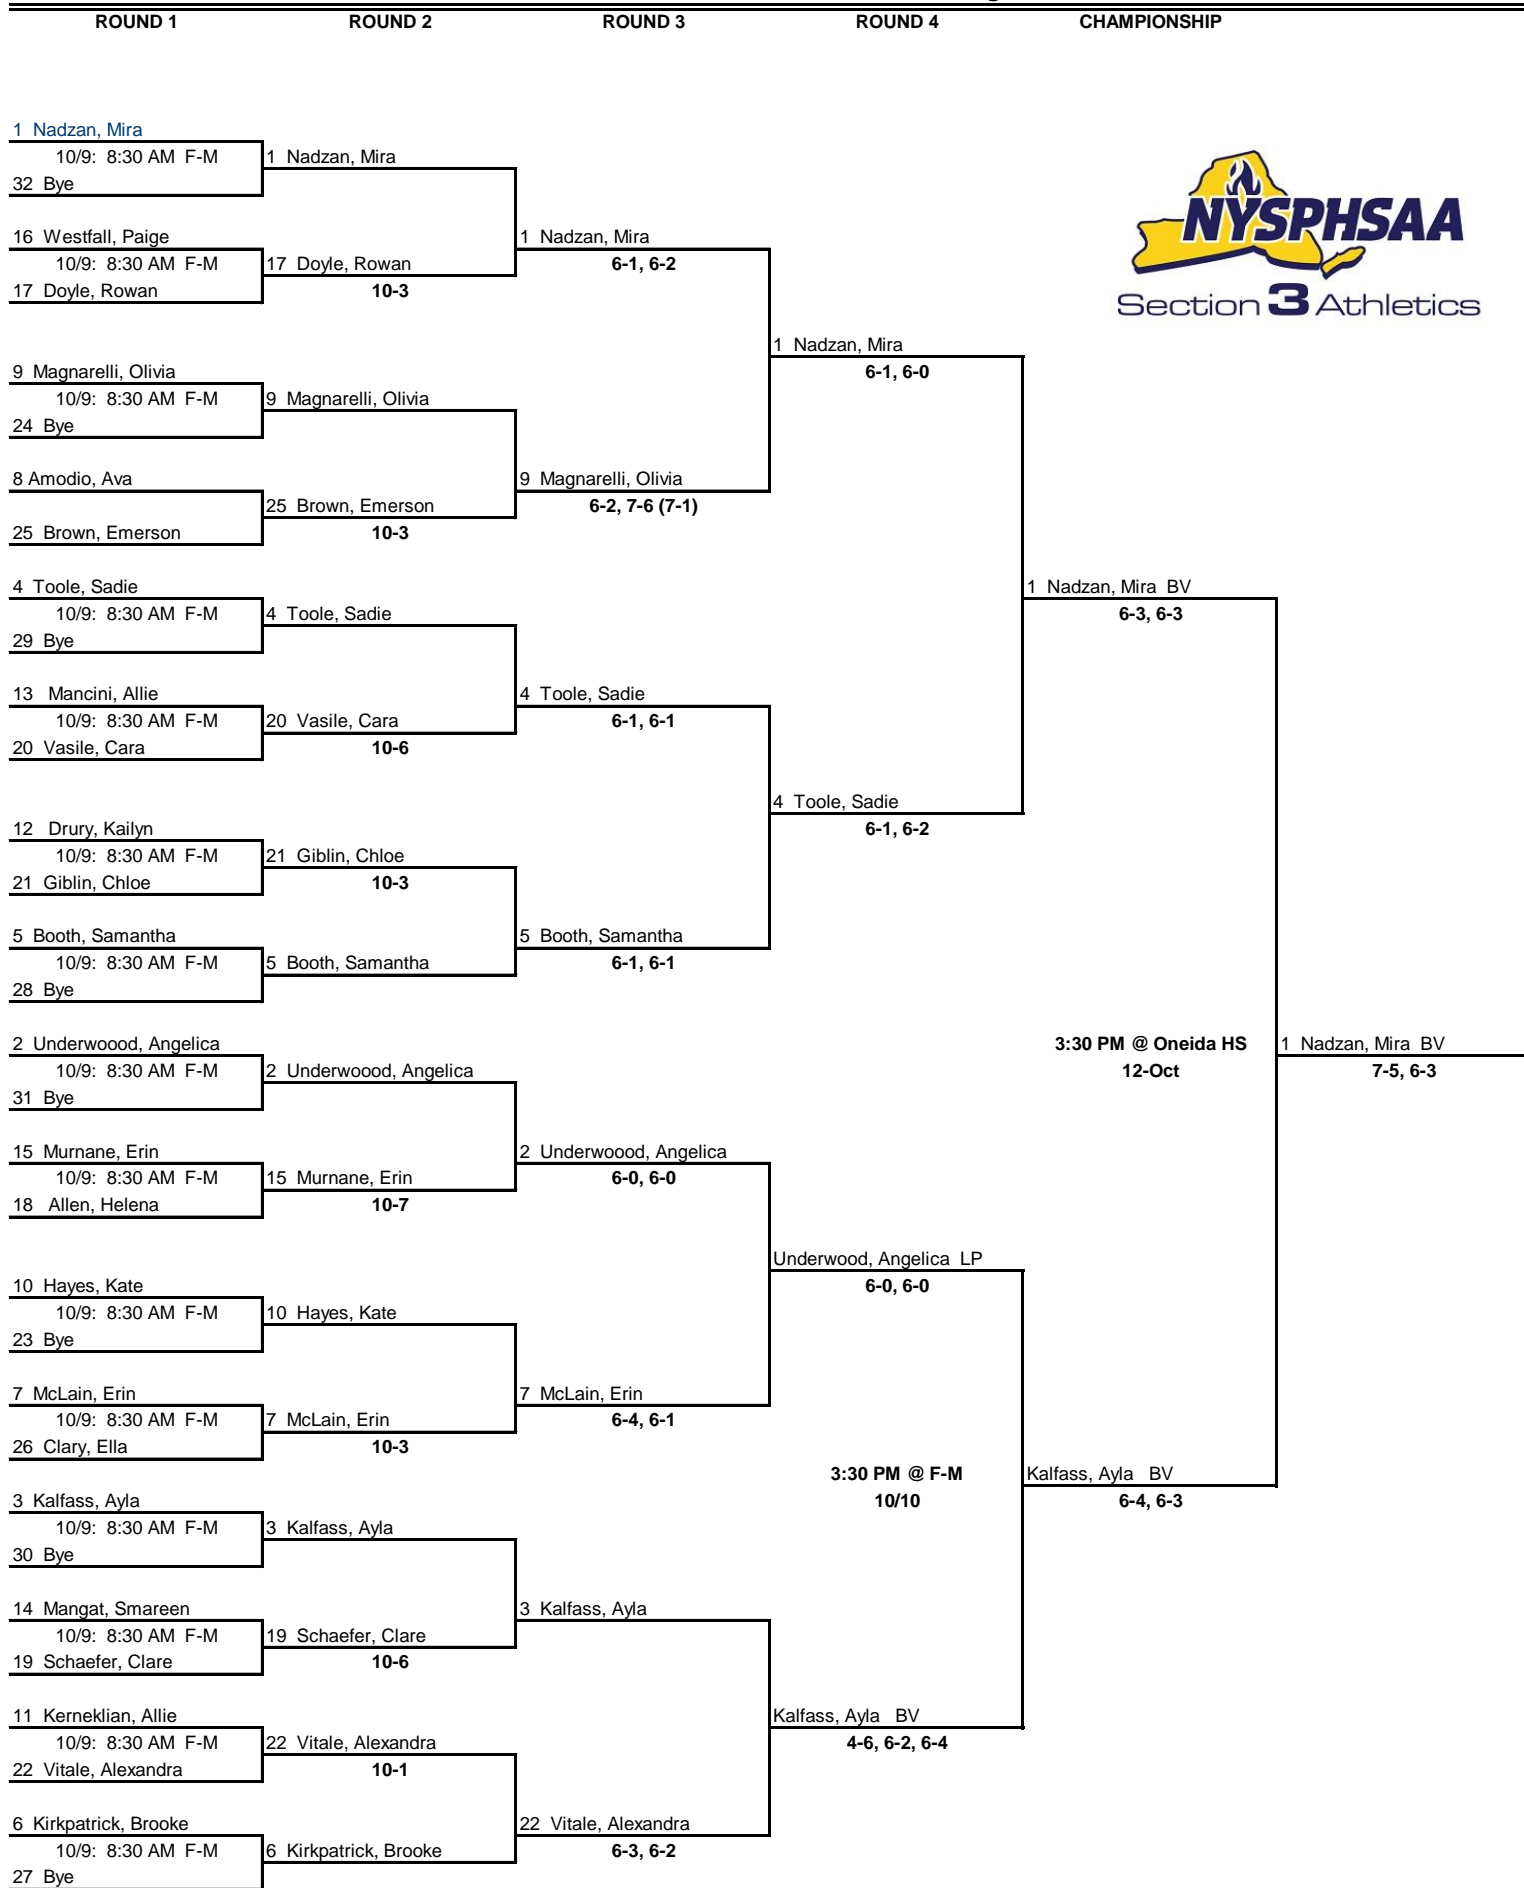 ROUND 1 ROUND 2 ROUND 3 ROUND 4 CHAMPIONSHIP
1 Nadzan, Mira
10/9: 8:30 AM F-M 1 Nadzan, Mira
32 Bye
NYSPHSAA
16 Westfall, Paige 1 Nadzan, Mira
10/9: 8:30 AM F-M 17 Doyle, Rowan 6-1, 6-2
17 Doyle, Rowan 10-3
Section 3 Athletics
1 Nadzan, Mira
9 Magnarelli, Olivia 6-1, 6-0
10/9: 8:30 AM F-M 9 Magnarelli, Olivia
24 Bye
8 Amodio, Ava 9 Magnarelli, Olivia
25 Brown, Emerson 6-2, 7-6 (7-1)
25 Brown, Emerson 10-3
4 Toole, Sadie 1 Nadzan, Mira BV
10/9: 8:30 AM F-M 4 Toole, Sadie 6-3, 6-3
29 Bye
13 Mancini, Allie 4 Toole, Sadie
10/9: 8:30 AM F-M 20 Vasile, Cara 6-1, 6-1
20 Vasile, Cara 10-6
4 Toole, Sadie
12 Drury, Kailyn 6-1, 6-2
10/9: 8:30 AM F-M 21 Giblin, Chloe
21 Giblin, Chloe 10-3
5 Booth, Samantha 5 Booth, Samantha
10/9: 8:30 AM F-M 5 Booth, Samantha 6-1, 6-1
28 Bye
2 Underwoood, Angelica 3:30 PM @ Oneida HS 1 Nadzan, Mira BV
10/9: 8:30 AM F-M 2 Underwoood, Angelica 12-Oct 7-5, 6-3
31 Bye
15 Murnane, Erin 2 Underwoood, Angelica
10/9: 8:30 AM F-M 15 Murnane, Erin 6-0, 6-0
18 Allen, Helena 10-7
Underwood, Angelica LP
10 Hayes, Kate 6-0, 6-0
10/9: 8:30 AM F-M 10 Hayes, Kate
23 Bye
7 McLain, Erin 7 McLain, Erin
10/9: 8:30 AM F-M 7 McLain, Erin 6-4, 6-1
26 Clary, Ella 10-3
3:30 PM @ F-M Kalfass, Ayla BV
3 Kalfass, Ayla 10/10 6-4, 6-3
10/9: 8:30 AM F-M 3 Kalfass, Ayla
30 Bye
14 Mangat, Smareen 3 Kalfass, Ayla
10/9: 8:30 AM F-M 19 Schaefer, Clare
19 Schaefer, Clare 10-6
11 Kerneklian, Allie Kalfass, Ayla BV
10/9: 8:30 AM F-M 22 Vitale, Alexandra 4-6, 6-2, 6-4
22 Vitale, Alexandra 10-1
6 Kirkpatrick, Brooke 22 Vitale, Alexandra
10/9: 8:30 AM F-M 6 Kirkpatrick, Brooke 6-3, 6-2
27 Bye